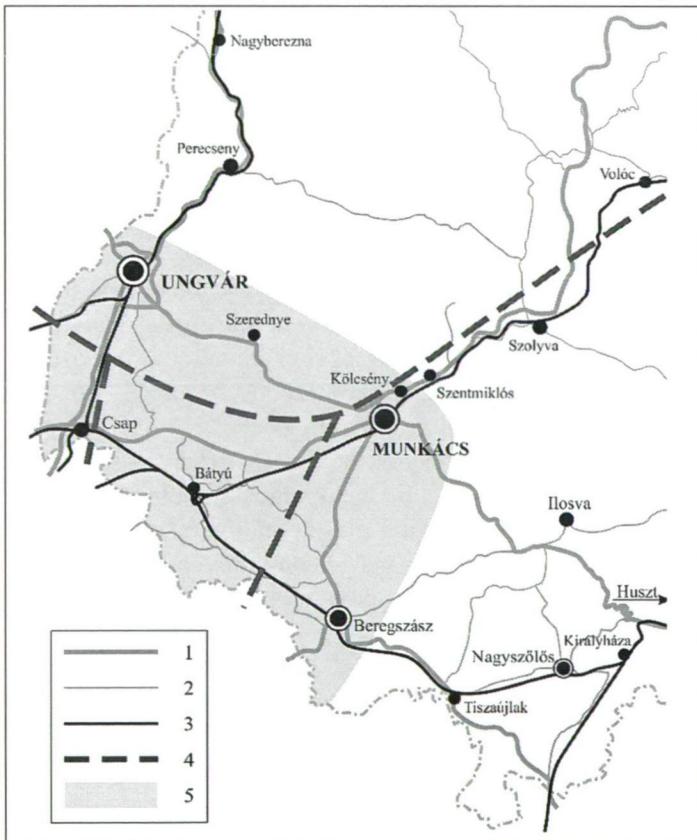 Nagyberezna
Perecseny
Volóc
UNGVÁR
Szerednye
Szolyva
Kölcsény
Szentmiklós
Csap
MUNKÁCS
Bátyú
Ilosva
Huszt
Beregszász
Királyháza
Nagyszőlős
Tiszaújlak
1
2
3
4
5